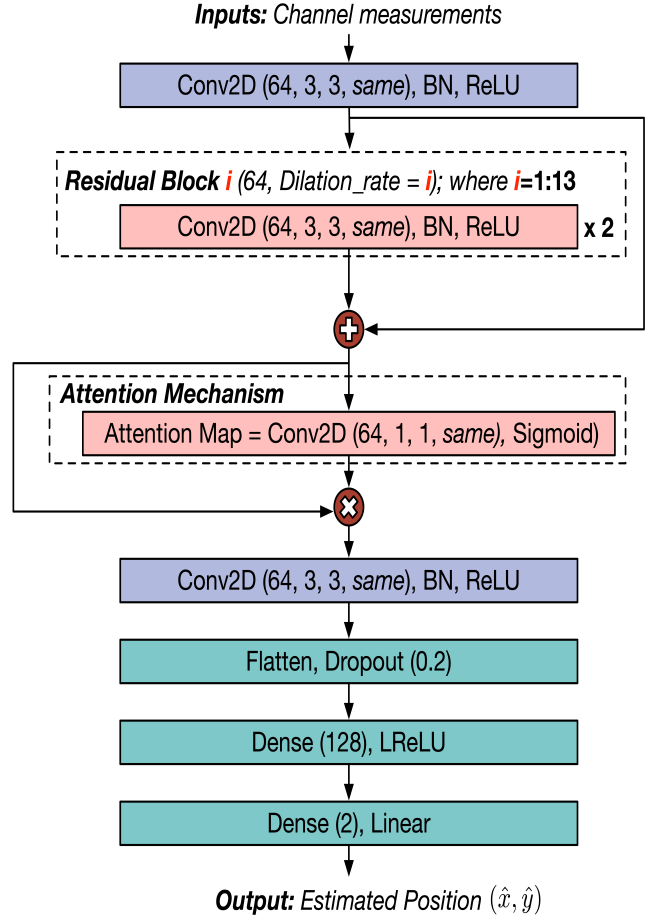 Inputs: Channel measurements
Conv2D (64, 3, 3, same), BN, ReLU
Residual Block i (64, Dilation_rate = i); where i=1:13
Conv2D (64, 3, 3, same), BN, ReLU x 2
+
Attention Mechanism
Attention Map = Conv2D (64, 1, 1, same), Sigmoid)
×
Conv2D (64, 3, 3, same), BN, ReLU
Flatten, Dropout (0.2)
Dense (128), LReLU
Dense (2), Linear
Output: Estimated Position (x̂, ŷ)